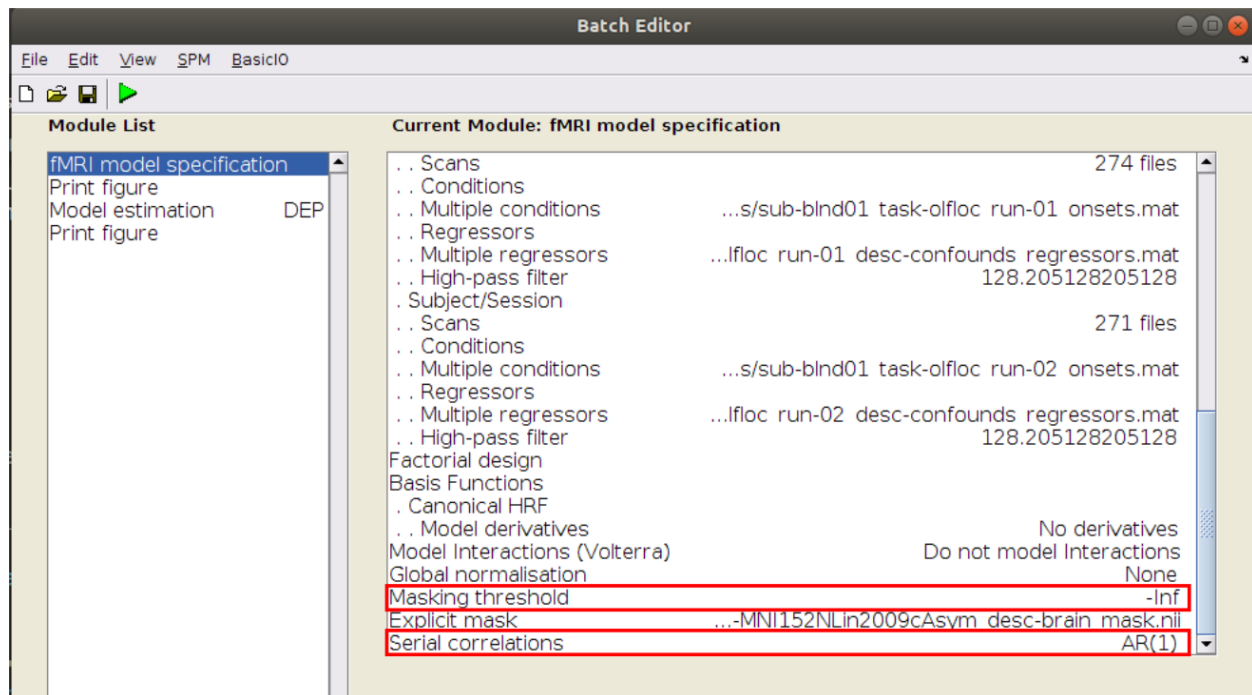 Batch Editor
File Edit View SPM BasicIO
Module List
fMRI model specification
Print figure
Model estimation DEP
Print figure
Current Module: fMRI model specification
. . Scans 274 files
. . Conditions
. . Multiple conditions ...s/sub-blnd01 task-olfloc run-01 onsets.mat
. . Regressors
. . Multiple regressors ...lfloc run-01 desc-confounds regressors.mat
. . High-pass filter 128.205128205128
. Subject/Session
. . Scans 271 files
. . Conditions
. . Multiple conditions ...s/sub-blnd01 task-olfloc run-02 onsets.mat
. . Regressors
. . Multiple regressors ...lfloc run-02 desc-confounds regressors.mat
. . High-pass filter 128.205128205128
Factorial design
Basis Functions
. Canonical HRF
. . Model derivatives No derivatives
Model Interactions (Volterra) Do not model Interactions
Global normalisation None
Masking threshold -Inf
Explicit mask ...-MNI152NLin2009cAsym desc-brain mask.nii
Serial correlations AR(1)